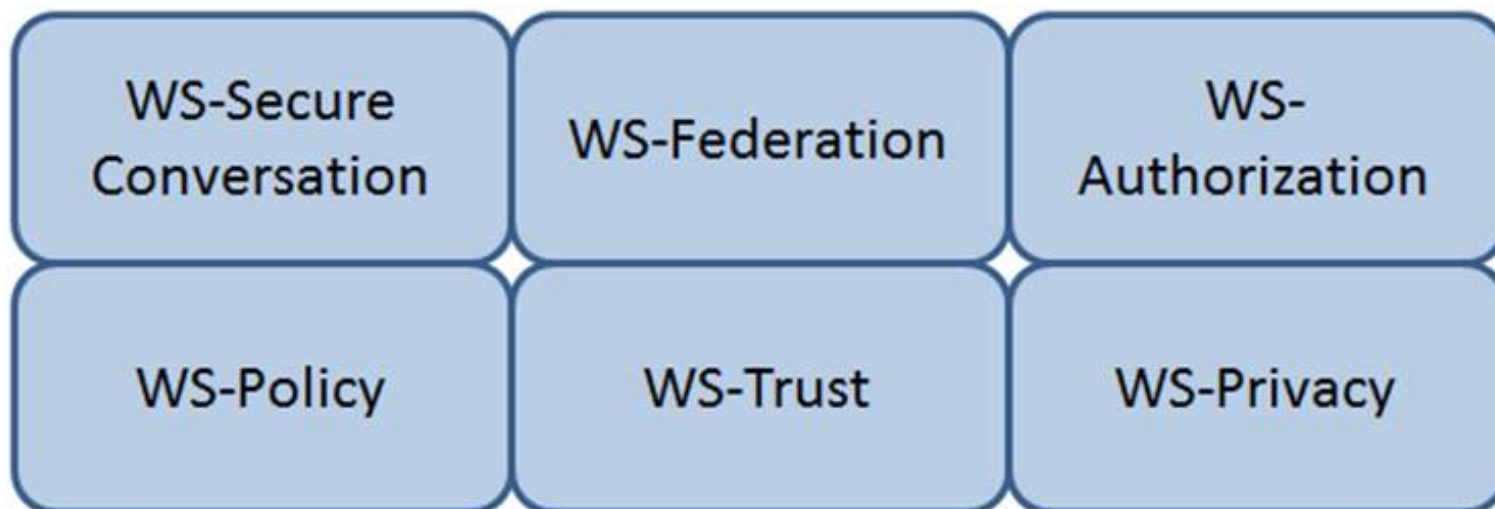 WS-Secure
Conversation
WS-Federation
WS-
Authorization
WS-Policy
WS-Trust
WS-Privacy